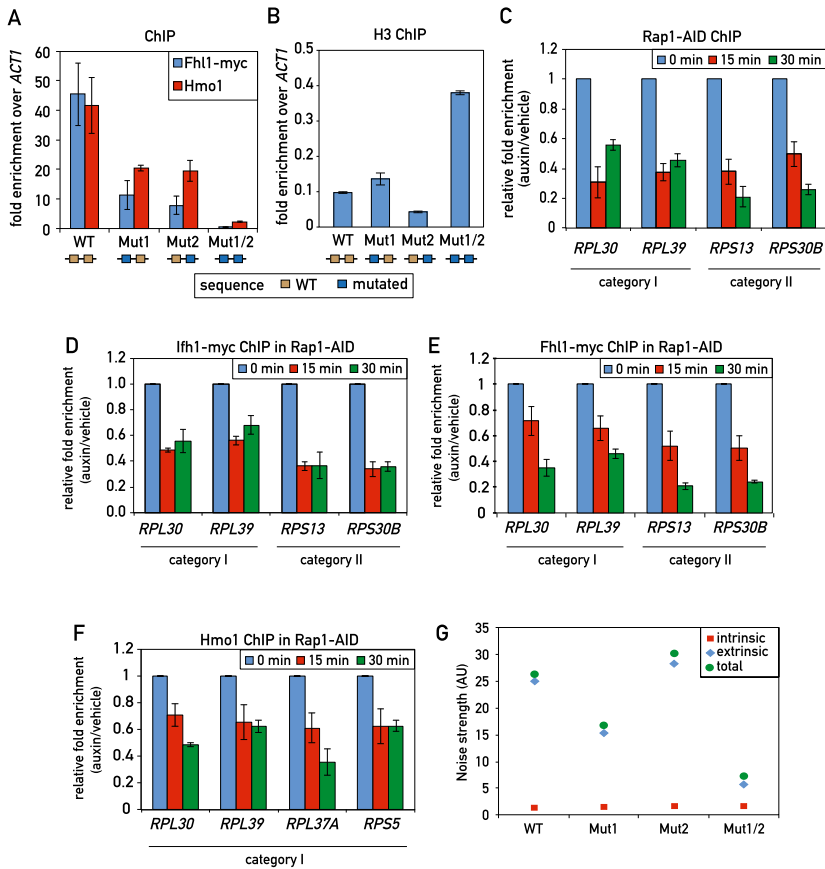 A
ChIP
fold enrichment over ACT1
60
50
40
30
20
10
0
Fhl1-myc
Hmo1
WT
Mut1
Mut2
Mut1/2
B
H3 ChIP
fold enrichment over ACT1
0.5
0.4
0.3
0.2
0.1
0
WT
Mut1
Mut2
Mut1/2
sequence WT mutated
C
Rap1-AID ChIP
relative fold enrichment
(auxin/vehicle)
1.2
1
0.8
0.6
0.4
0.2
0
0 min 15 min 30 min
RPL30 RPL39 RPS13 RPS30B
category I category II
D
Ifh1-myc ChIP in Rap1-AID
relative fold enrichment
(auxin/vehicle)
1.2
1
0.8
0.6
0.4
0.2
0.0
0 min 15 min 30 min
RPL30 RPL39 RPS13 RPS30B
category I category II
E
Fhl1-myc ChIP in Rap1-AID
relative fold enrichment
(auxin/vehicle)
1.2
1
0.8
0.6
0.4
0.2
0
0 min 15 min 30 min
RPL30 RPL39 RPS13 RPS30B
category I category II
F
Hmo1 ChIP in Rap1-AID
relative fold enrichment
(auxin/vehicle)
1.2
1
0.8
0.6
0.4
0.2
0
0 min 15 min 30 min
RPL30 RPL39 RPL37A RPS5
category I
G
Noise strength (AU)
35
30
25
20
15
10
5
0
intrinsic
extrinsic
total
WT Mut1 Mut2 Mut1/2